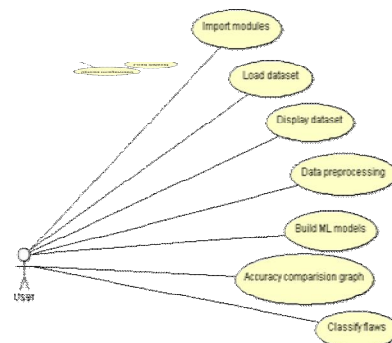 Import modules
Load dataset
Display dataset
Data preprocessing
Build ML models
Accuracy comparision graph
Classify flaws
User